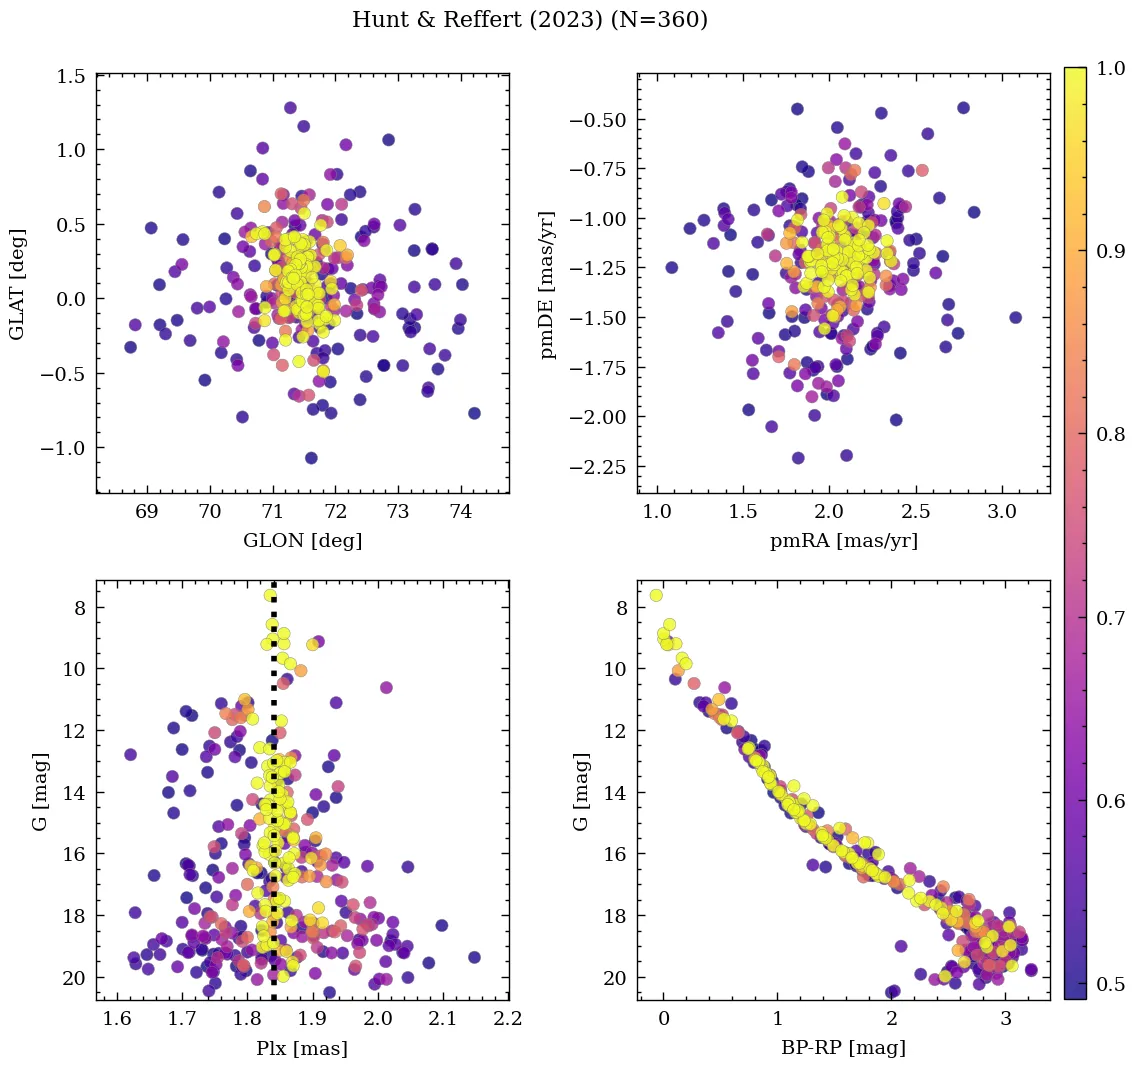 Hunt & Reffert (2023) (N=360)
1.5
1.0
0.5
0.0
−0.5
−1.0
GLAT [deg]
69 70 71 72 73 74
GLON [deg]
−0.50
−0.75
−1.00
−1.25
−1.50
−1.75
−2.00
−2.25
pmDE [mas/yr]
1.0 1.5 2.0 2.5 3.0
pmRA [mas/yr]
1.0
0.9
0.8
0.7
0.6
0.5
8
10
12
14
16
18
20
G [mag]
1.6 1.7 1.8 1.9 2.0 2.1 2.2
Plx [mas]
8
10
12
14
16
18
20
G [mag]
0 1 2 3
BP-RP [mag]